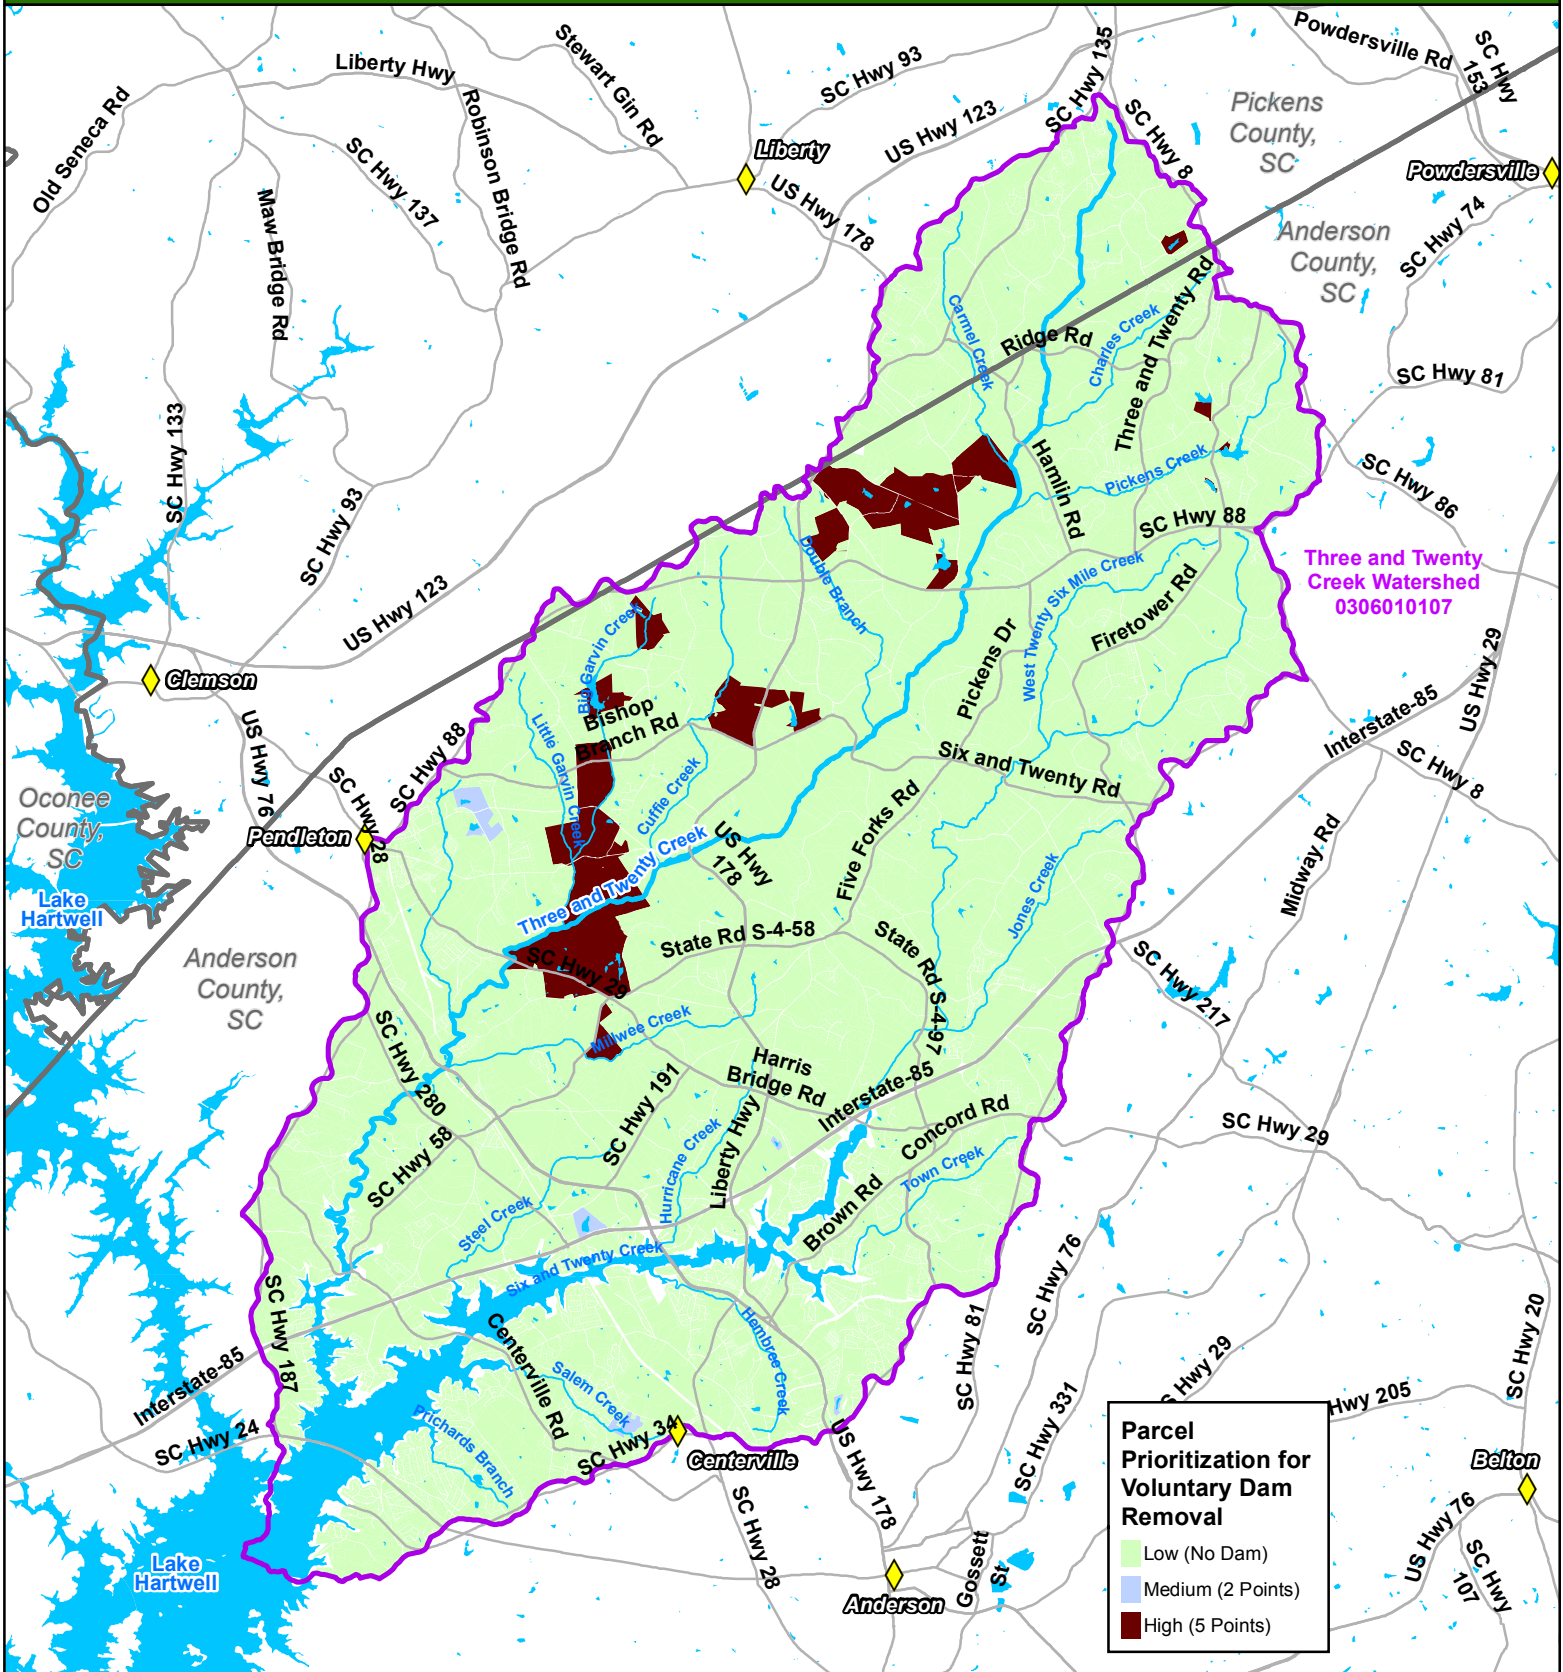 Powdersville Rd
SC Hwy
153
Stewart Gin Rd
Liberty Hwy
SC Hwy 93
SC Hwy 135
Old Seneca Rd
Robinson Bridge Rd
US Hwy 123
SC Hwy 8
Pickens
County,
SC
SC Hwy 137
Liberty
Powdersville
Maw Bridge Rd
US Hwy 178
SC Hwy 74
Anderson
County,
SC
Three and Twenty Rd
Carmel Creek
Ridge Rd
Charles Creek
SC Hwy 81
SC Hwy 133
Hamlin Rd
Pickens Creek
SC Hwy 86
SC Hwy 93
SC Hwy 88
Double Branch
Three and Twenty
Creek Watershed
0306010107
US Hwy 123
West Twenty Six Mile Creek
Firetower Rd
Big Garvin Creek
Pickens Dr
US Hwy 29
Clemson
Bishop
Branch Rd
Little Garvin Creek
Interstate-85
US Hwy 76
SC Hwy 88
SC Hwy 28
Six and Twenty Rd
SC Hwy 8
Cuffie Creek
Oconee
County,
SC
Pendleton
Three and Twenty Creek
US Hwy
178
Five Forks Rd
Midway Rd
Jones Creek
Lake
Hartwell
State Rd S-4-58
State Rd S-4-97
SC Hwy 29
SC Hwy 217
Anderson
County,
SC
Millwee Creek
SC Hwy 280
Harris
Bridge Rd
Interstate-85
SC Hwy 191
Concord Rd
SC Hwy 29
SC Hwy 58
Hurricane Creek
Liberty Hwy
Town Creek
Brown Rd
Steel Creek
Six and Twenty Creek
SC Hwy 76
SC Hwy 187
Centerville Rd
Hembree Creek
SC Hwy 81
SC Hwy 20
Interstate-85
Salem Creek
S Hwy 29
SC Hwy 331
Hwy 205
SC Hwy 24
Prichards Branch
SC Hwy 34
Centerville
US Hwy 178
Belton
SC Hwy 28
US Hwy 76
SC Hwy
107
Lake
Hartwell
Anderson
Gossett
St
Parcel
Prioritization for
Voluntary Dam
Removal
Low (No Dam)
Medium (2 Points)
High (5 Points)